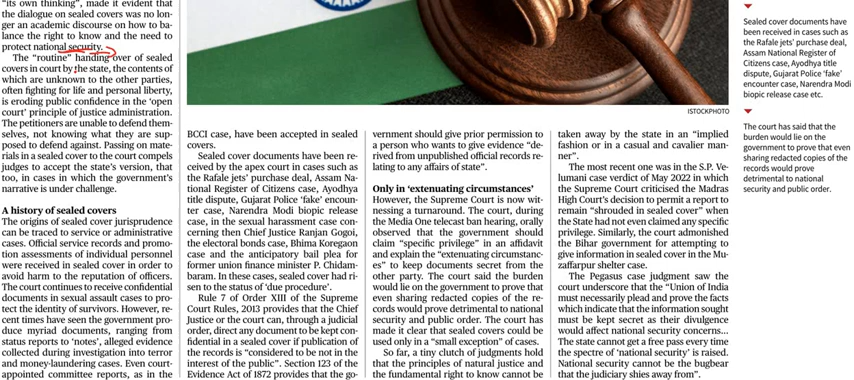 "its own thinking", made it evident that
the dialogue on sealed covers was no lon-
ger an academic discourse on how to ba-
lance the right to know and the need to
protect national security.
The "routine" handing over of sealed
covers in court by the state, the contents of
which are unknown to the other parties,
often fighting for life and personal liberty,
is eroding public confidence in the 'open
court' principle of justice administration.
The petitioners are unable to defend them-
selves, not knowing what they are sup-
posed to defend against. Passing on mate-
rials in a sealed cover to the court compels
judges to accept the state's version, that
too, in cases in which the government's
narrative is under challenge.
A history of sealed covers
The origins of sealed cover jurisprudence
can be traced to service or administrative
cases. Official service records and promo-
tion assessments of individual personnel
were received in sealed cover in order to
avoid harm to the reputation of officers.
The court continues to receive confidential
documents in sexual assault cases to pro-
tect the identity of survivors. However, re-
cent times have seen the government pro-
duce myriad documents, ranging from
status reports to 'notes', alleged evidence
collected during investigation into terror
and money-laundering cases. Even court-
appointed committee reports, as in the
ISTOCKPHOTO
BCCI case, have been accepted in sealed
covers.
Sealed cover documents have been re-
ceived by the apex court in cases such as
the Rafale jets' purchase deal, Assam Na-
tional Register of Citizens case, Ayodhya
title dispute, Gujarat Police 'fake' encoun-
ter case, Narendra Modi biopic release
case, in the sexual harassment case con-
cerning then Chief Justice Ranjan Gogoi,
the electoral bonds case, Bhima Koregaon
case and the anticipatory bail plea for
former union finance minister P. Chidam-
baram. In these cases, sealed cover had ri-
sen to the status of 'due procedure'.
Rule 7 of Order XIII of the Supreme
Court Rules, 2013 provides that the Chief
Justice or the court can, through a judicial
order, direct any document to be kept con-
fidential in a sealed cover if publication of
the records is "considered to be not in the
interest of the public". Section 123 of the
Evidence Act of 1872 provides that the go-
vernment should give prior permission to
a person who wants to give evidence "de-
rived from unpublished official records re-
lating to any affairs of state".
Only in 'extenuating circumstances'
However, the Supreme Court is now wit-
nessing a turnaround. The court, during
the Media One telecast ban hearing, orally
observed that the government should
claim "specific privilege" in an affidavit
and explain the "extenuating circumstanc-
es" to keep documents secret from the
other party. The court said the burden
would lie on the government to prove that
even sharing redacted copies of the re-
cords would prove detrimental to national
security and public order. The court has
made it clear that sealed covers could be
used only in a "small exception" of cases.
So far, a tiny clutch of judgments hold
that the principles of natural justice and
the fundamental right to know cannot be
taken away by the state in an "implied
fashion or in a casual and cavalier man-
ner".
The most recent one was in the S.P. Ve-
lumani case verdict of May 2022 in which
the Supreme Court criticised the Madras
High Court's decision to permit a report to
remain "shrouded in sealed cover" when
the State had not even claimed any specific
privilege. Similarly, the court admonished
the Bihar government for attempting to
give information in sealed cover in the Mu-
zaffarpur shelter case.
The Pegasus case judgment saw the
court underscore that the "Union of India
must necessarily plead and prove the facts
which indicate that the information sought
must be kept secret as their divulgence
would affect national security concerns...
The state cannot get a free pass every time
the spectre of 'national security' is raised.
National security cannot be the bugbear
that the judiciary shies away from".
Sealed cover documents have
been received in cases such as
the Rafale jets' purchase deal,
Assam National Register of
Citizens case, Ayodhya title
dispute, Gujarat Police 'fake'
encounter case, Narendra Modi
biopic release case etc.
The court has said that the
burden would lie on the
government to prove that even
sharing redacted copies of the
records would prove
detrimental to national
security and public order.